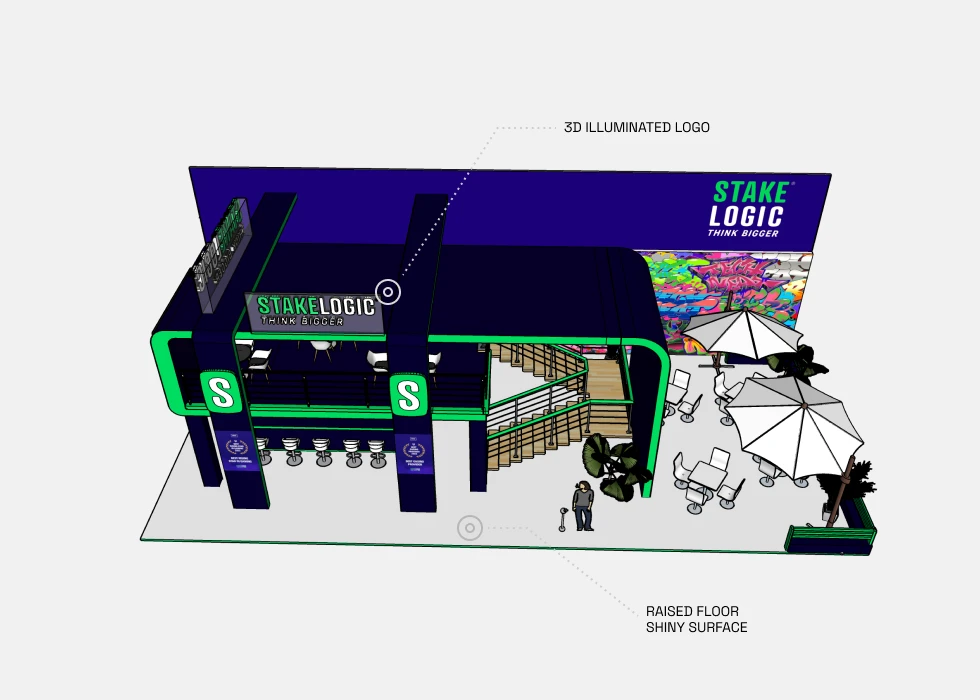 3D ILLUMINATED LOGO
STAKE
LOGIC
THINK BIGGER
STAKELOGIC
THINK BIGGER
S
S
RAISED FLOOR
SHINY SURFACE